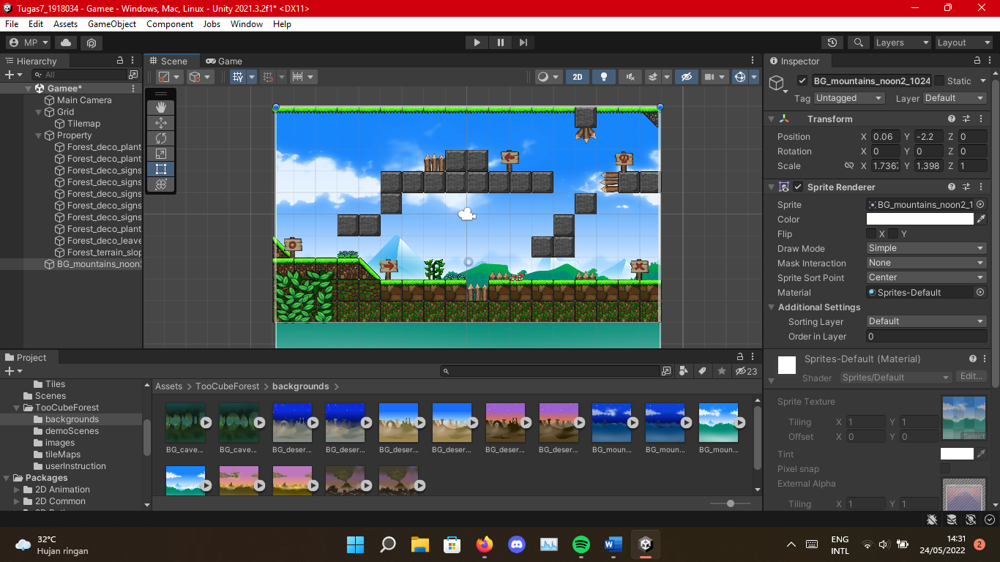 Tugas7_1918034 - Gamee - Windows, Mac, Linux - Unity 2021.3.2f1* <DX11>
File Edit Assets GameObject Component Jobs Window Help
MP
Layers
Layout
Hierarchy
All
Gamee*
Main Camera
Grid
Tilemap
Property
Forest_deco_plant
Forest_deco_plant
Forest_deco_signs
Forest_deco_signs
Forest_deco_signs
Forest_deco_signs
Forest_deco_signs
Forest_deco_plant
Forest_deco_leave
Forest_terrain_slop
BG_mountains_noon2
Scene
Game
2D
Inspector
BG_mountains_noon2_1024
Static
Tag Untagged
Layer Default
Transform
Position X 0.06 Y -2.2 Z 0
Rotation X 0 Y 0 Z 0
Scale X 1.7367 Y 1.398 Z 1
Sprite Renderer
Sprite BG_mountains_noon2_1
Color
Flip X Y
Draw Mode Simple
Mask Interaction None
Sprite Sort Point Center
Material Sprites-Default
Additional Settings
Sorting Layer Default
Order in Layer 0
Sprites-Default (Material)
Shader Sprites/Default
Edit...
Sprite Texture
Tiling X 1 Y 1
Offset X 0 Y 0
Select
Tint
Pixel snap
External Alpha
Tiling X 1 Y 1
Project
23
Tiles
Scenes
TooCubeForest
backgrounds
demoScenes
images
tileMaps
userInstruction
Packages
2D Animation
2D Common
Assets > TooCubeForest > backgrounds >
BG_cave... BG_cave... BG_deser... BG_deser... BG_deser... BG_deser... BG_deser... BG_deser... BG_moun... BG_moun... BG_moun...
32°C
Hujan ringan
ENG
INTL
14:31
24/05/2022
2